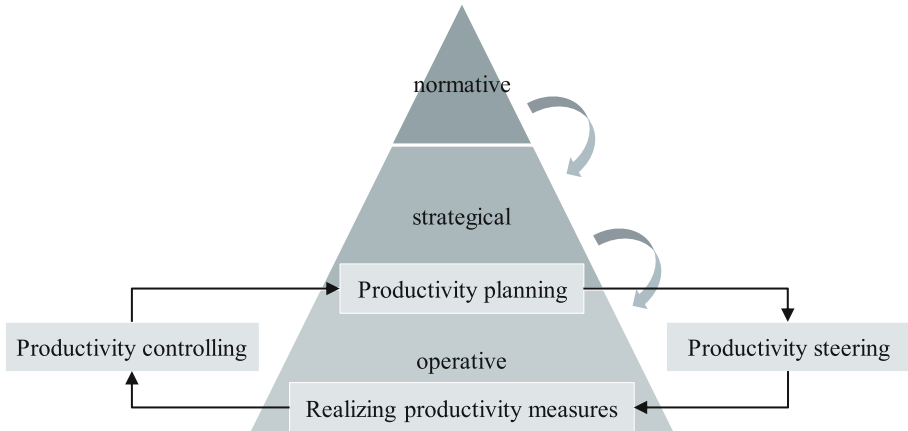 normative
strategical
Productivity planning
Productivity controlling
Productivity steering
operative
Realizing productivity measures